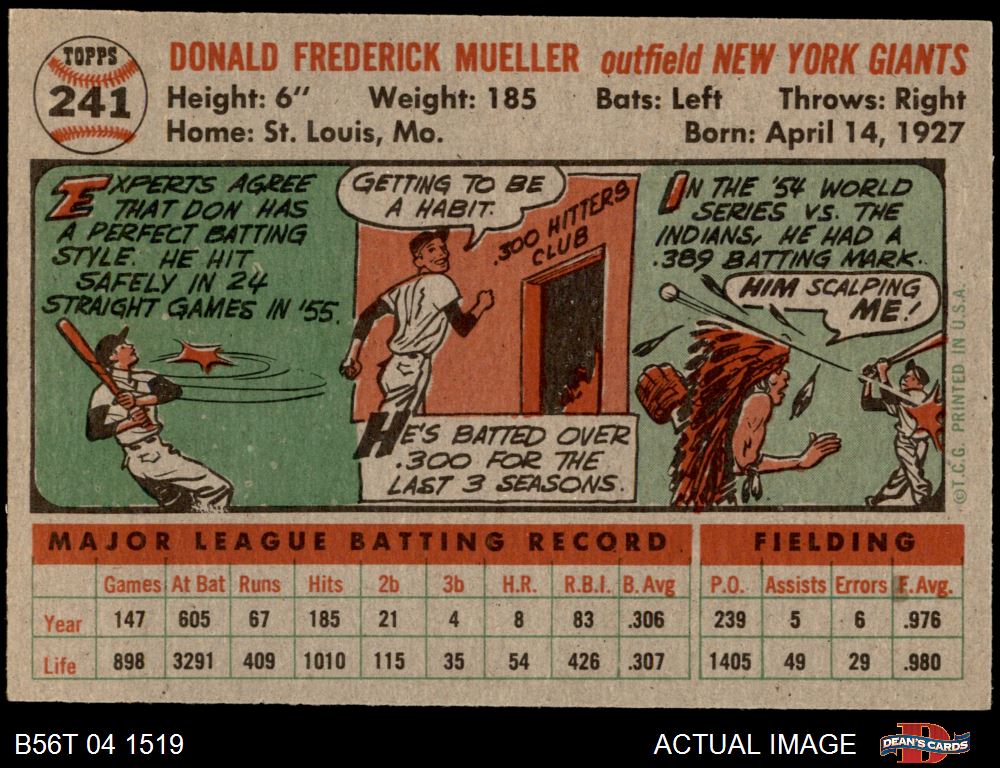 TOPPS
241
DONALD FREDERICK MUELLER outfield NEW YORK GIANTS
Height: 6" Weight: 185 Bats: Left Throws: Right
Home: St. Louis, Mo. Born: April 14, 1927
EXPERTS AGREE
THAT DON HAS
A PERFECT BATTING
STYLE. HE HIT
SAFELY IN 24
STRAIGHT GAMES IN '55.
GETTING TO BE
A HABIT.
.300 HITTERS
CLUB
HE'S BATTED OVER
.300 FOR THE
LAST 3 SEASONS.
IN THE '54 WORLD
SERIES VS. THE
INDIANS, HE HAD A
.389 BATTING MARK.
HIM SCALPING
ME!
©T.C.G. PRINTED IN U.S.A.
MAJOR LEAGUE BATTING RECORD FIELDING
Games At Bat Runs Hits 2b 3b H.R. R.B.I. B. Avg P.O. Assists Errors F. Avg.
Year 147 605 67 185 21 4 8 83 .306 239 5 6 .976
Life 898 3291 409 1010 115 35 54 426 .307 1405 49 29 .980
B56T 04 1519 ACTUAL IMAGE
B
DEAN'S CARDS